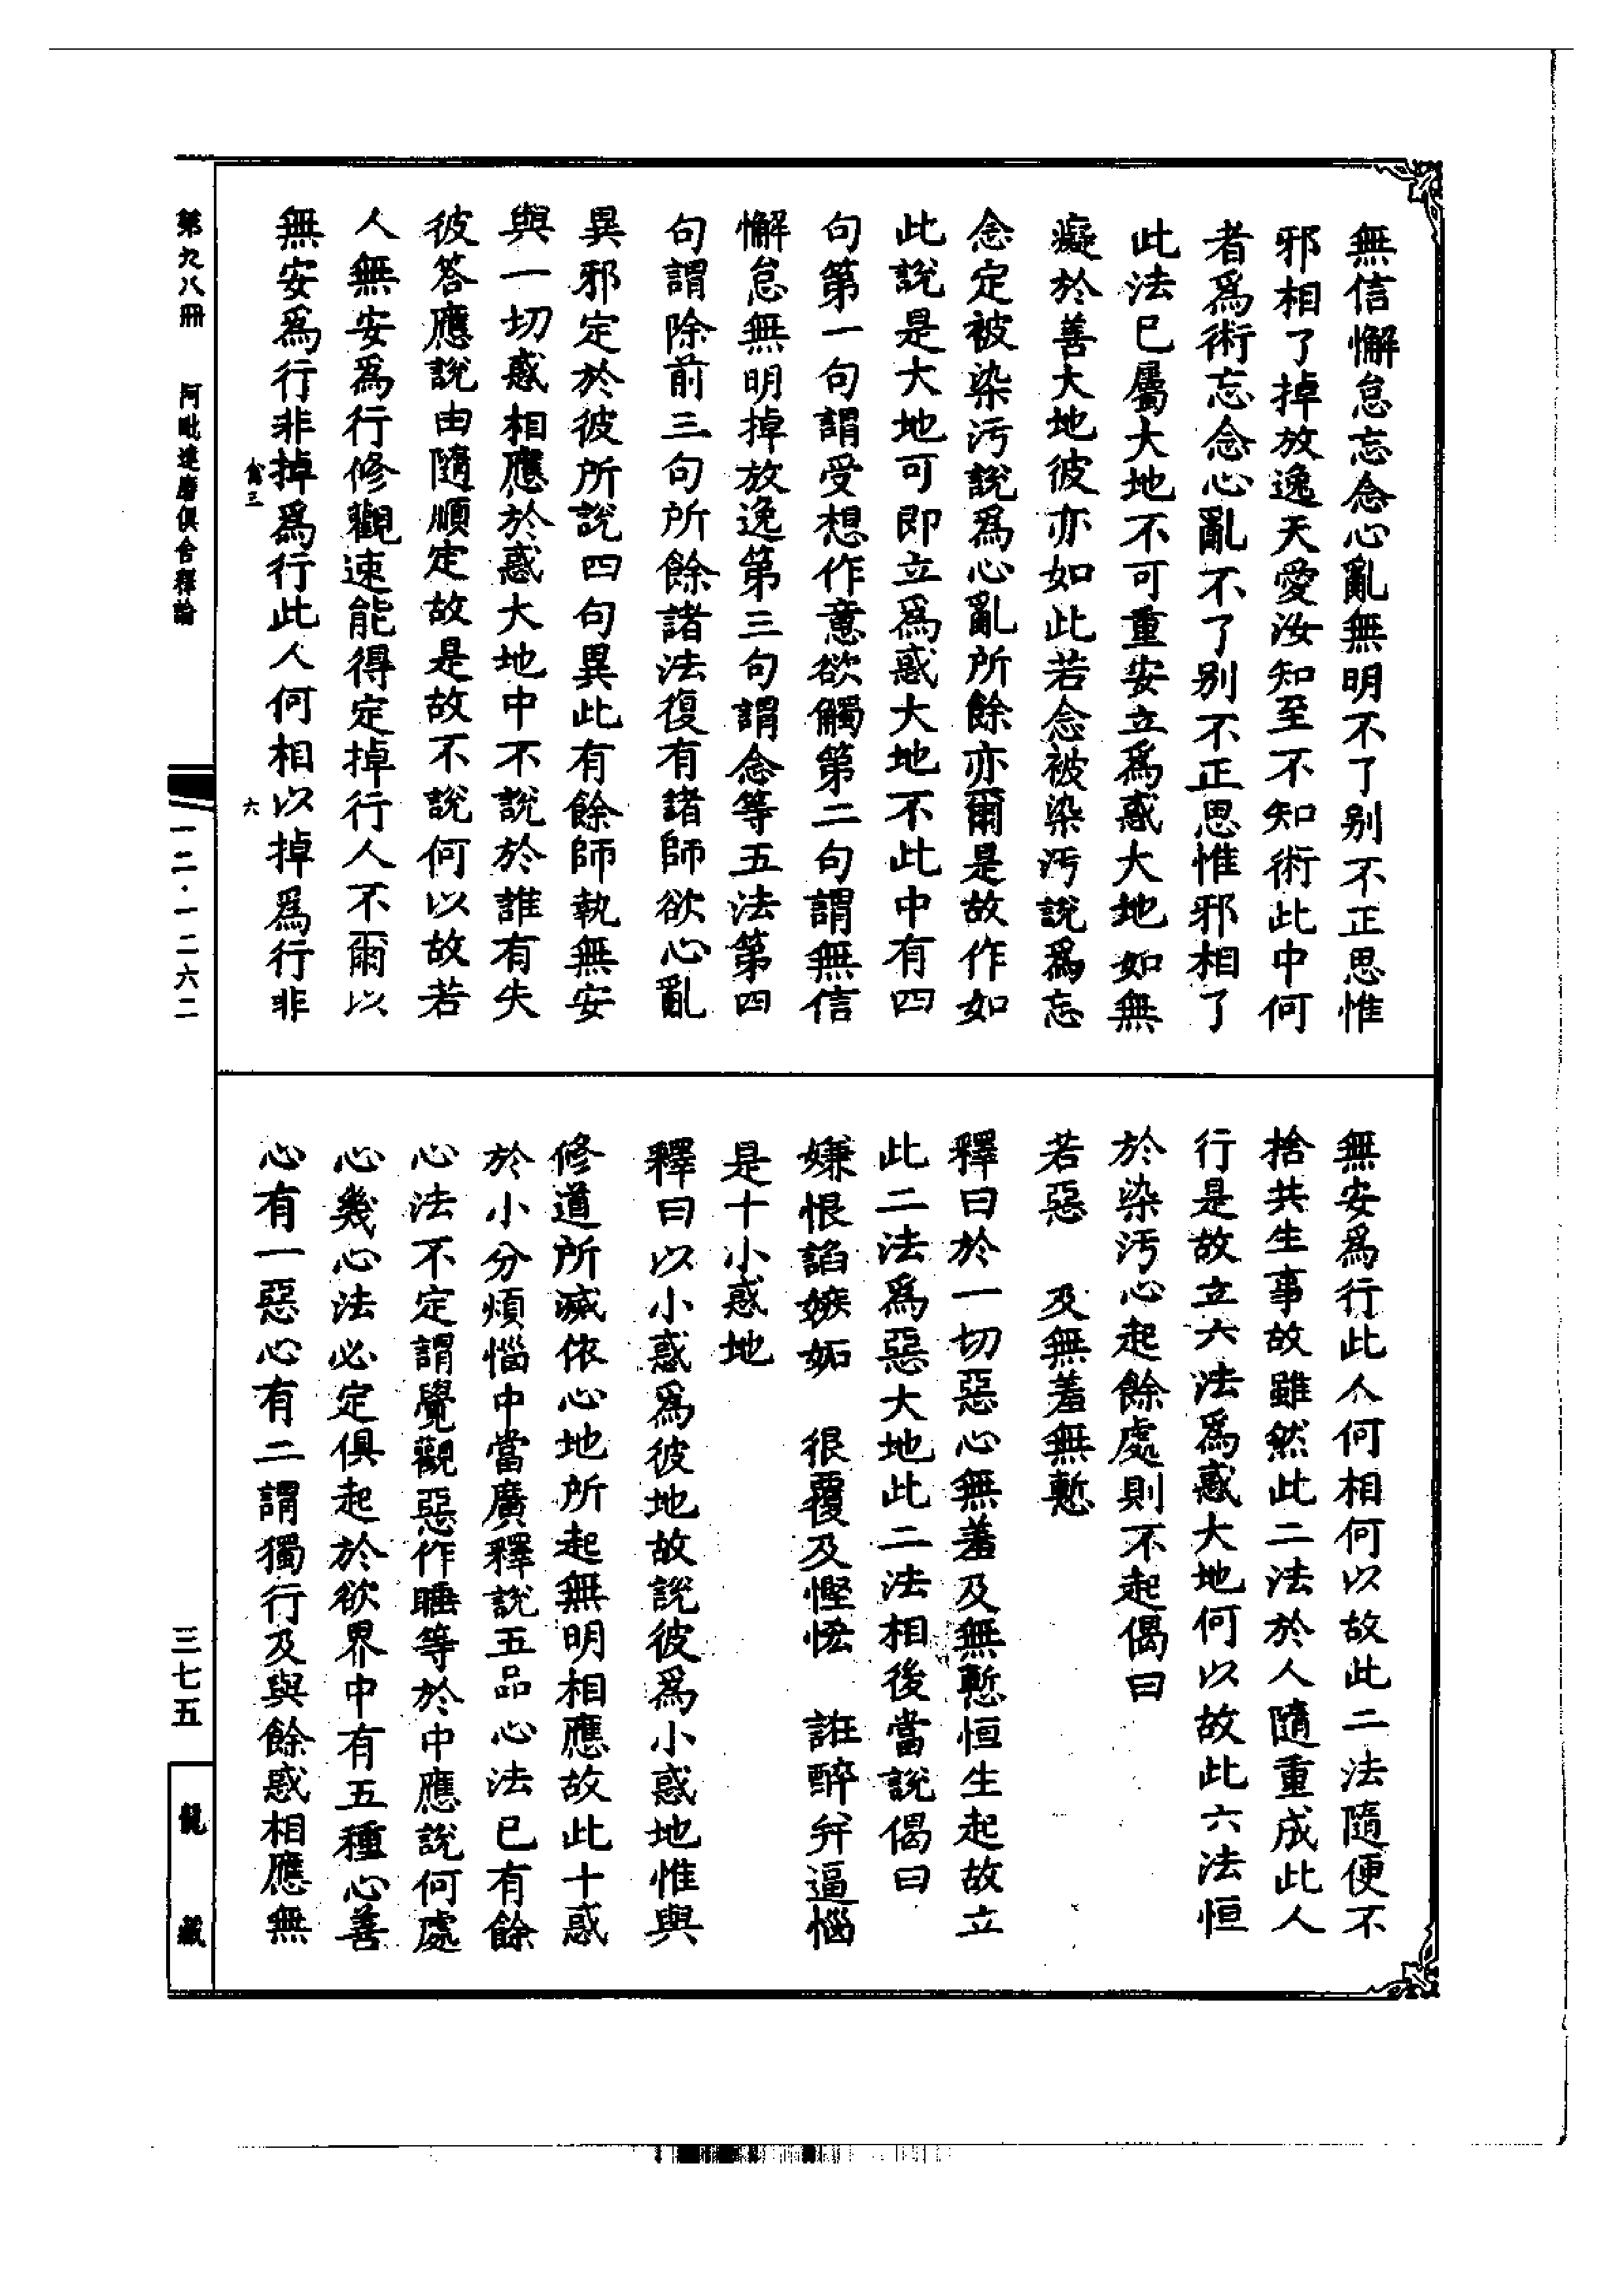 無信懈怠忘念心亂無明不了别不正思惟
邪相了掉放逸天愛汝知至不知術此中何
者爲術忘念心亂不了别不正思惟邪相了
此法已屬大地不可重安立爲惑大地如無
癡於善大地彼亦如此若念被染污說爲忘
念定被染污說爲心亂所餘亦爾是故作如
此說是大地可即立爲惑大地不此中有四
句第一句謂受想作意欲觸第二句謂無信
懈怠無明掉放逸第三句謂念等五法第四
句謂除前三句所餘諸法復有諸師欲心亂
異邪定於彼所說四句異此有餘師執無安
與一切惑相應於惑大地中不說於誰有失
彼答應說由隨順定故是故不說何以故若
人無安爲行修觀速能得定掉行人不爾以
無安爲行非掉爲行此人何相以掉爲行非
無安爲行此人何相何以故此二法隨便不
捨共生事故雖然此二法於人隨重成此人
行是故立六法爲惑大地何以故此六法恒
於染污心起餘處則不起偈曰
若惡　及無羞無慙
釋曰於一切惡心無羞及無慙恒生起故立
此二法爲惡大地此二法相後當說偈曰
嫌恨諂嫉妬　很覆及慳悋　誑醉并逼惱
是十小惑地
釋曰以小惑爲彼地故說彼爲小惑地惟與
修道所滅依心地所起無明相應故此十惑
於小分煩惱中當廣釋說五品心法已有餘
心法不定謂覺觀惡作睡等於中應說何處
心幾心法必定俱起於欲界中有五種心善
心有一惡心有二謂獨行及與餘惑相應無
第九八冊　阿毗達磨俱舍釋論
一二·一二六二
三七五
龍藏
六